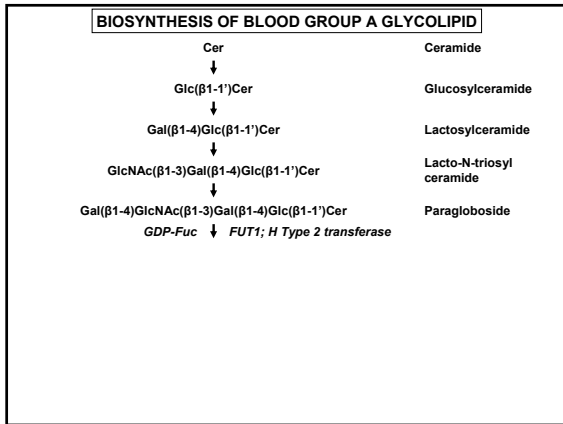 BIOSYNTHESIS OF BLOOD GROUP A GLYCOLIPID
Cer Ceramide
Glc(β1-1’)Cer Glucosylceramide
Gal(β1-4)Glc(β1-1’)Cer Lactosylceramide
GlcNAc(β1-3)Gal(β1-4)Glc(β1-1’)Cer Lacto-N-triosyl
ceramide
Gal(β1-4)GlcNAc(β1-3)Gal(β1-4)Glc(β1-1’)Cer Paragloboside
GDP-Fuc FUT1; H Type 2 transferase